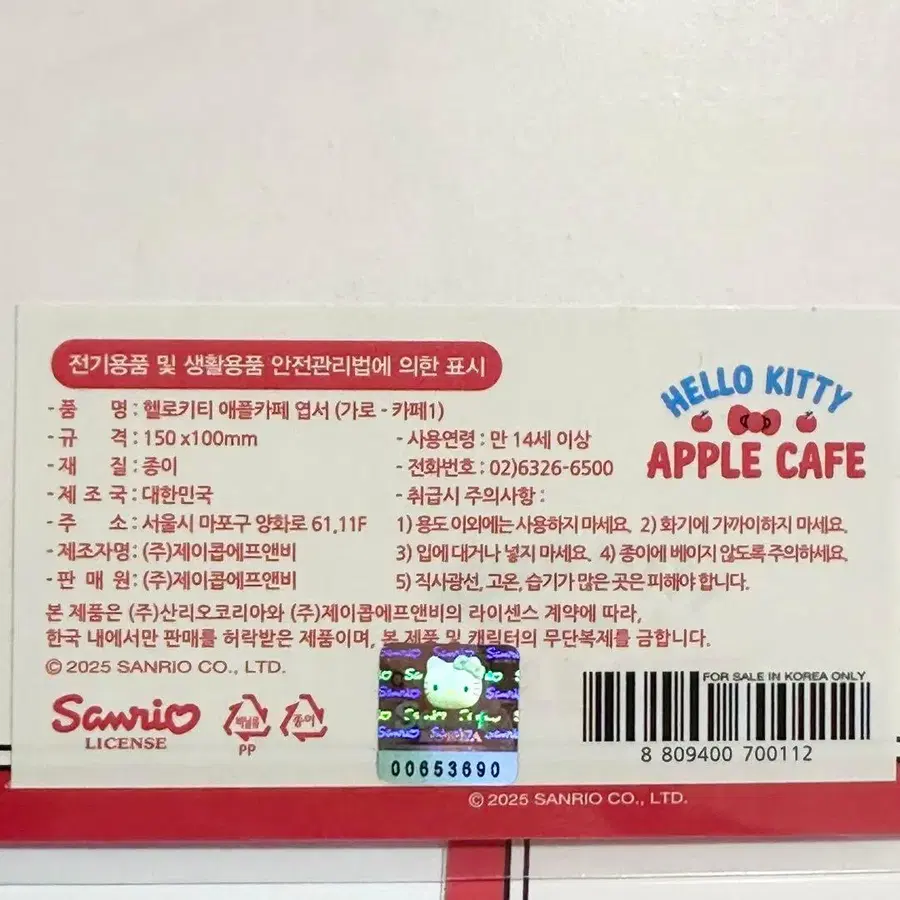 전기용품 및 생활용품 안전관리법에 의한 표시
- 품 명 : 헬로키티 애플카페 엽서 (가로 - 카페1)
- 규 격 : 150 x100mm
- 재 질 : 종이
- 제 조 국 : 대한민국
- 주 소 : 서울시 마포구 양화로 61,11F
- 제조자명 : (주)제이콥에프앤비
- 판 매 원 : (주)제이콥에프앤비
- 사용연령 : 만 14세 이상
- 전화번호 : 02)6326-6500
- 취급시 주의사항 :
1) 용도 이외에는 사용하지 마세요. 2) 화기에 가까이하지 마세요.
3) 입에 대거나 넣지 마세요. 4) 종이에 베이지 않도록 주의하세요.
5) 직사광선, 고온, 습기가 많은 곳은 피해야 합니다.
HELLO KITTY
APPLE CAFE
본 제품은 (주)산리오코리아와 (주)제이콥에프앤비의 라이센스 계약에 따라,
한국 내에서만 판매를 허락받은 제품이며, 본 제품 및 캐릭터의 무단복제를 금합니다.
© 2025 SANRIO CO., LTD.
Sanrio
LICENSE
비닐류
PP
종이
Sanrio
00653690
FOR SALE IN KOREA ONLY
8 809400 700112
© 2025 SANRIO CO., LTD.